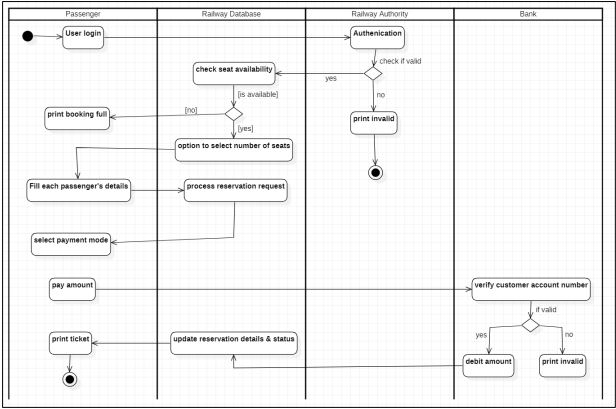 Passenger
Railway Database
Railway Authority
Bank
User login
Authenication
check if valid
check seat availability
yes
[is available]
no
print booking full
[no]
print invalid
[yes]
option to select number of seats
Fill each passenger's details
process reservation request
select payment mode
pay amount
verify customer account number
if valid
yes
no
print ticket
update reservation details & status
debit amount
print invalid